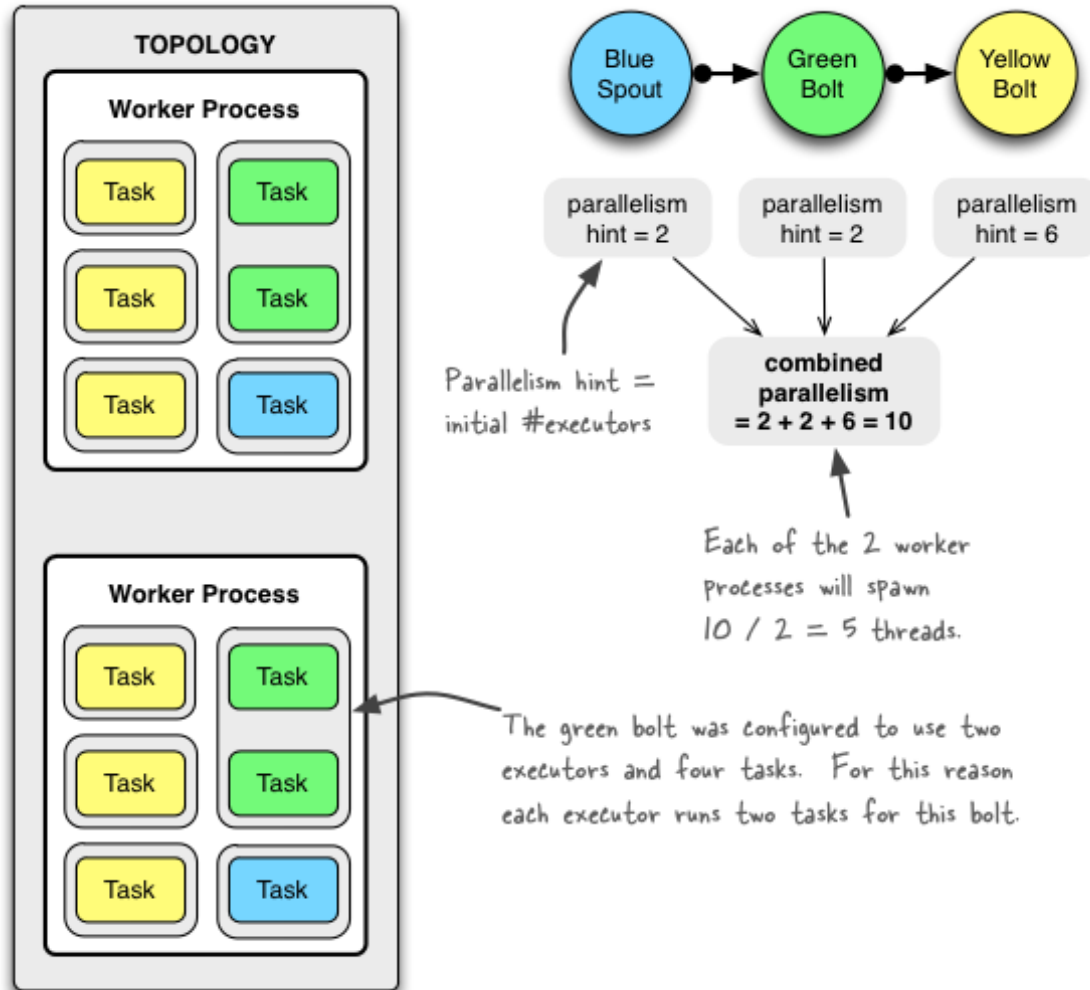 TOPOLOGY
Worker Process
Task
Task
Task
Task
Task
Task
Worker Process
Task
Task
Task
Task
Task
Task
Blue
Spout
Green
Bolt
Yellow
Bolt
parallelism
hint = 2
parallelism
hint = 2
parallelism
hint = 6
Parallelism hint =
initial #executors
combined
parallelism
= 2 + 2 + 6 = 10
Each of the 2 worker
processes will spawn
10 / 2 = 5 threads.
The green bolt was configured to use two
executors and four tasks. For this reason
each executor runs two tasks for this bolt.